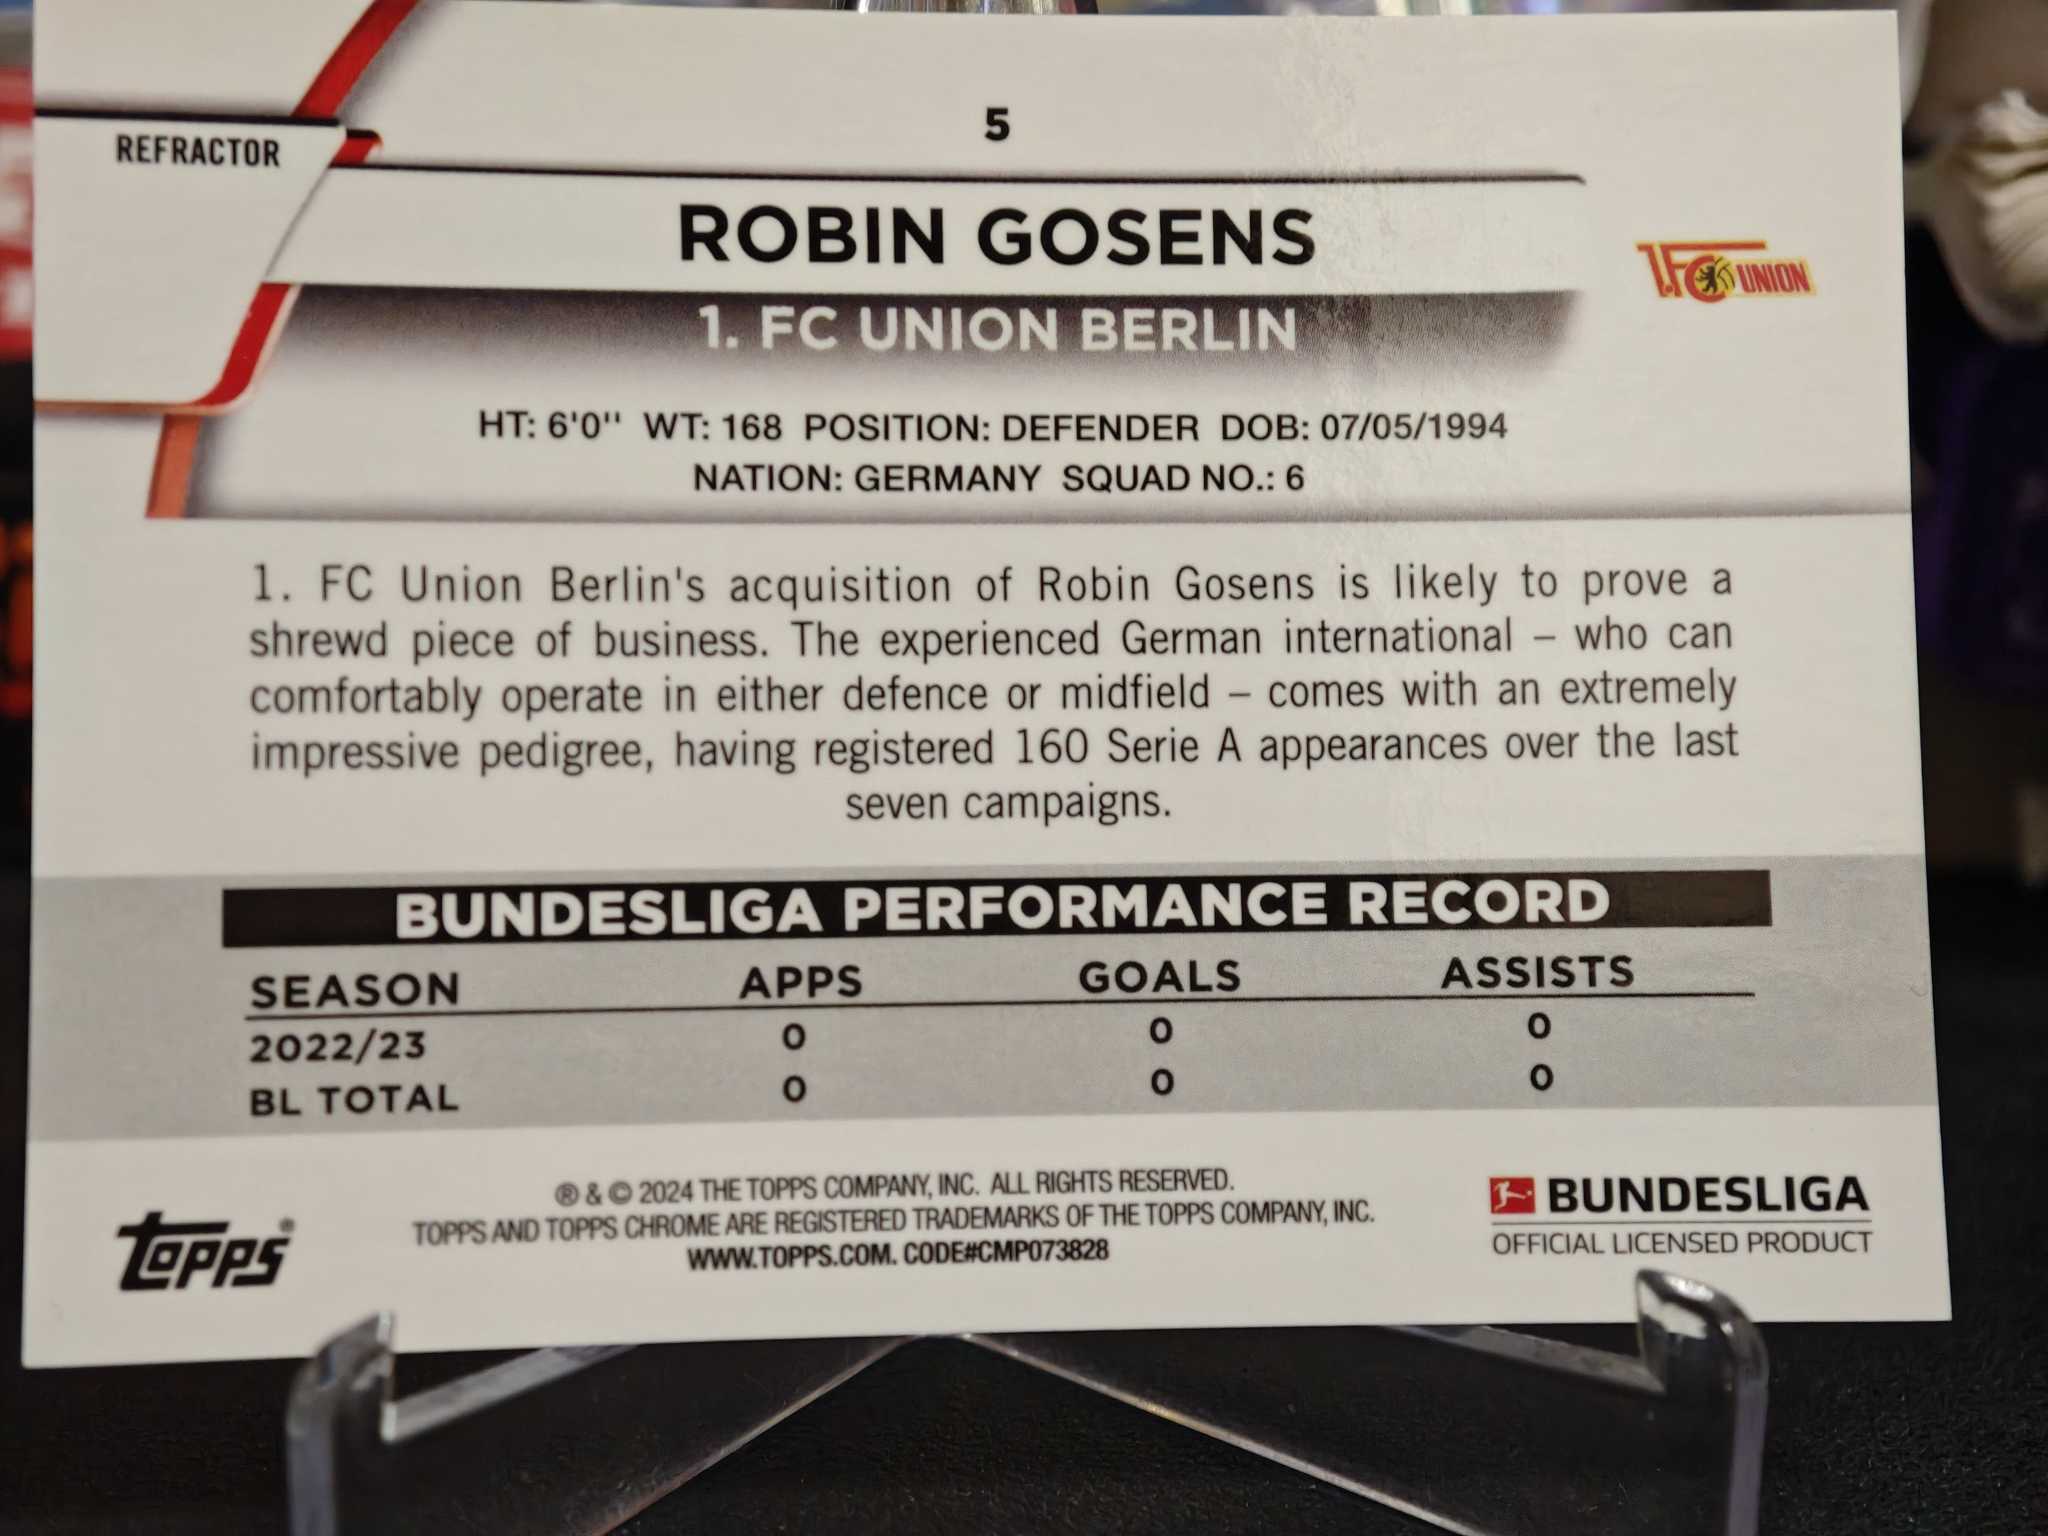 REFRACTOR
5
ROBIN GOSENS
1. FC UNION BERLIN
1.FC UNION
HT: 6'0'' WT: 168 POSITION: DEFENDER DOB: 07/05/1994
NATION: GERMANY SQUAD NO.: 6
1. FC Union Berlin's acquisition of Robin Gosens is likely to prove a
shrewd piece of business. The experienced German international – who can
comfortably operate in either defence or midfield – comes with an extremely
impressive pedigree, having registered 160 Serie A appearances over the last
seven campaigns.
BUNDESLIGA PERFORMANCE RECORD
SEASON APPS GOALS ASSISTS
2022/23 0 0 0
BL TOTAL 0 0 0
Topps®
® & © 2024 THE TOPPS COMPANY, INC. ALL RIGHTS RESERVED.
TOPPS AND TOPPS CHROME ARE REGISTERED TRADEMARKS OF THE TOPPS COMPANY, INC.
WWW.TOPPS.COM. CODE#CMP073828
BUNDESLIGA
OFFICIAL LICENSED PRODUCT